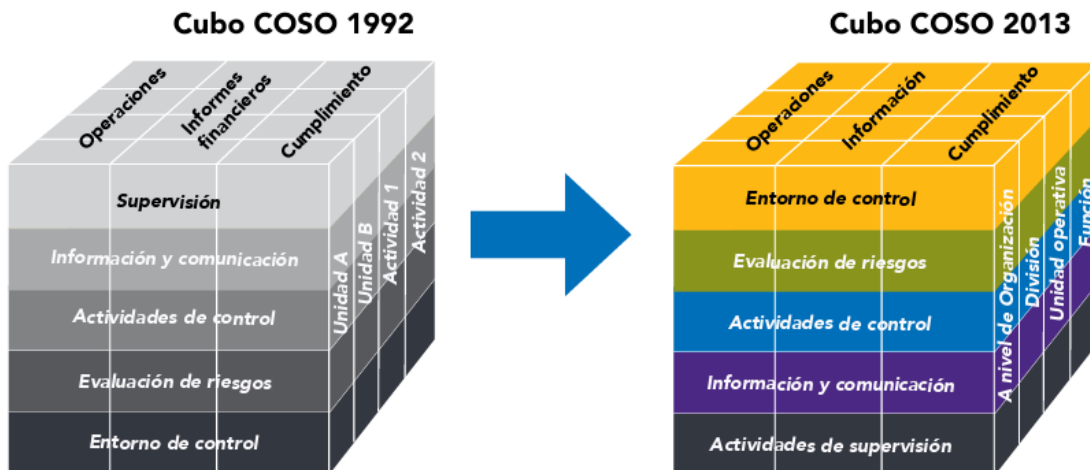 Cubo COSO 1992
Operaciones
Informes
financieros
Cumplimiento
Supervisión
Información y comunicación
Actividades de control
Evaluación de riesgos
Entorno de control
Unidad A
Unidad B
Actividad 1
Actividad 2
Cubo COSO 2013
Operaciones
Información
Cumplimiento
Entorno de control
Evaluación de riesgos
Actividades de control
Información y comunicación
Actividades de supervisión
A nivel de Organización
División
Unidad operativa
Función